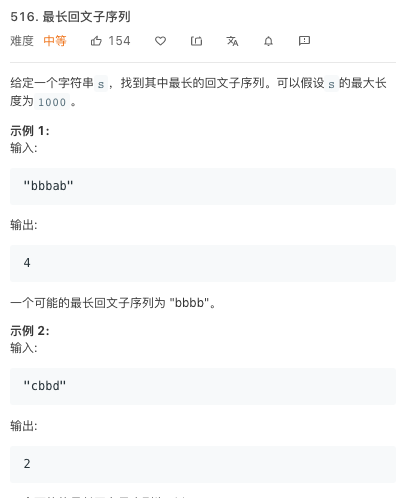 516. 最长回文子序列
难度 中等 154
给定一个字符串 s ，找到其中最长的回文子序列。可以假设 s 的最大长
度为 1000 。
示例 1:
输入:
"bbbab"
输出:
4
一个可能的最长回文子序列为 "bbbb"。
示例 2:
输入:
"cbbd"
输出:
2